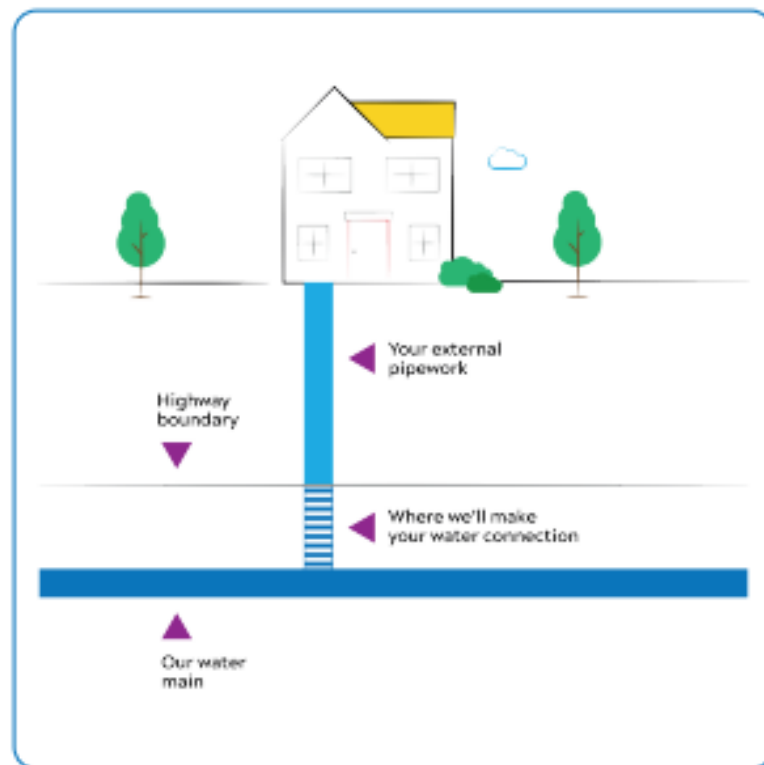 Your external
pipework
Highway
boundary
Where we'll make
your water connection
Our water
main